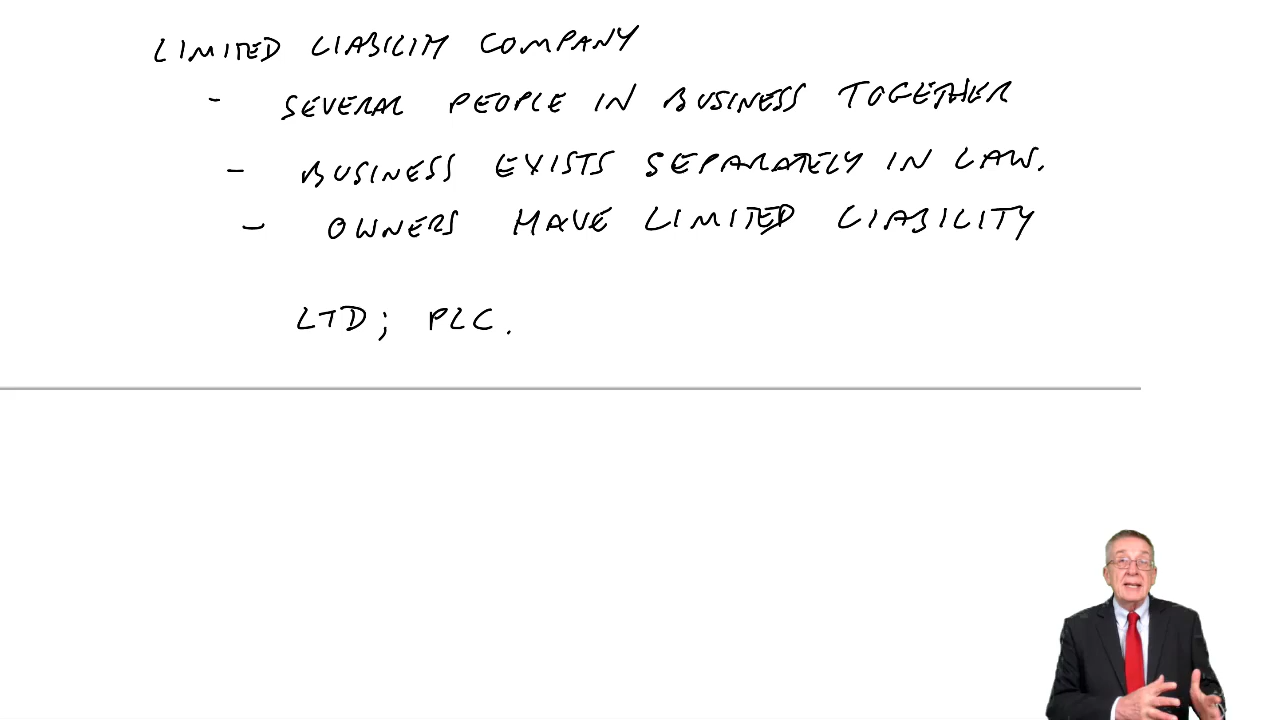 LIMITED LIABILITY COMPANY
- SEVERAL PEOPLE IN BUSINESS TOGETHER
- BUSINESS EXISTS SEPARATELY IN LAW.
- OWNERS HAVE LIMITED LIABILITY
LTD; PLC.